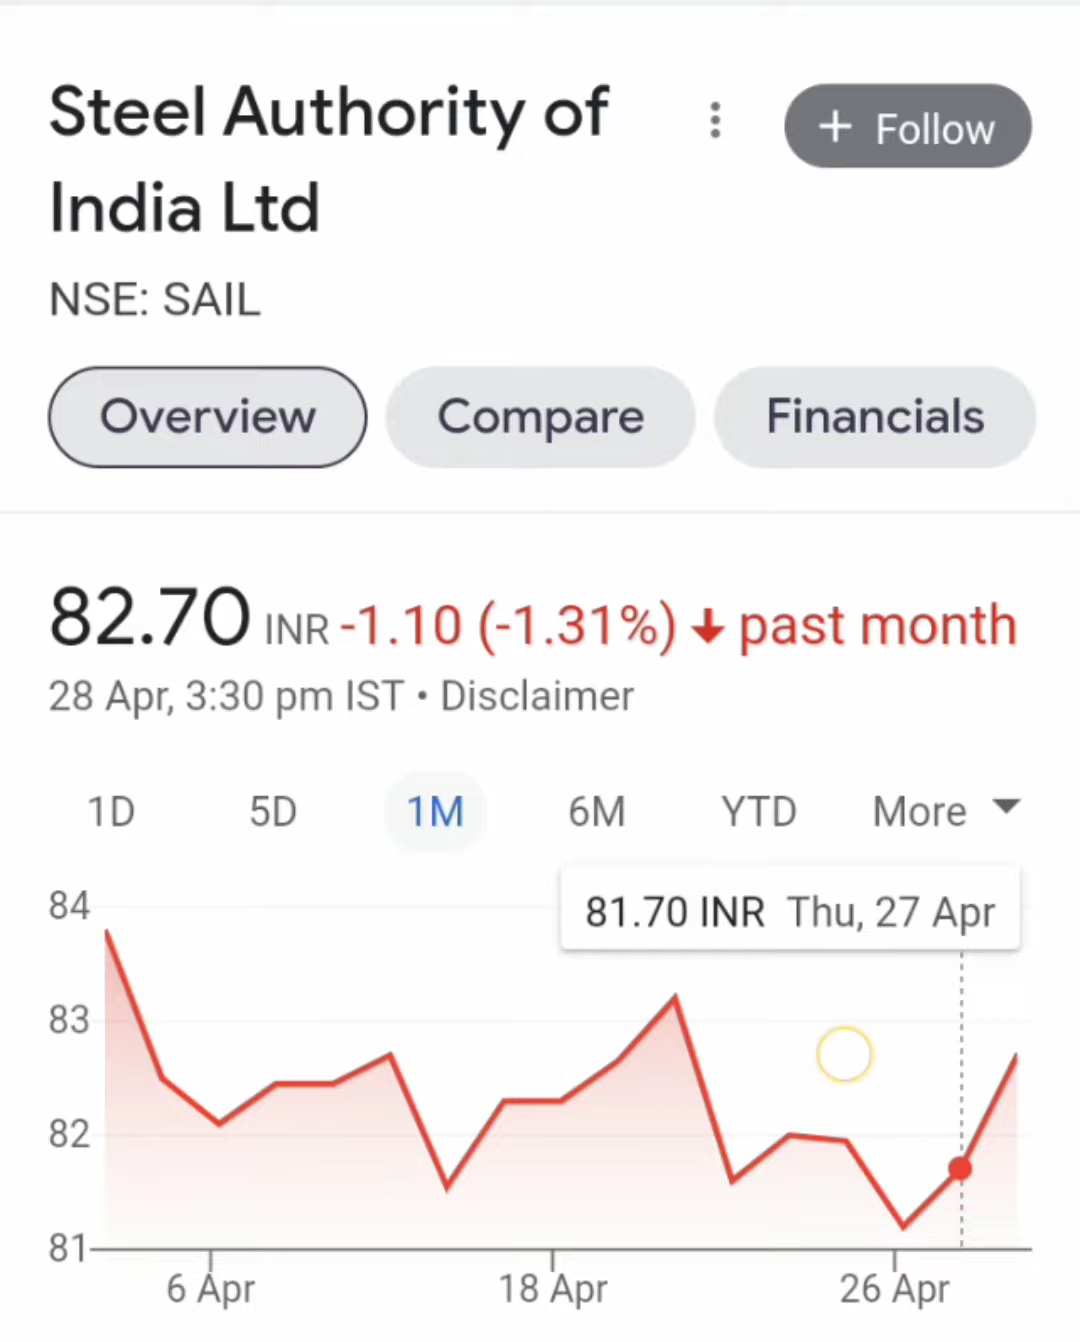 Steel Authority of
India Ltd
+ Follow
NSE: SAIL
Overview Compare Financials
82.70 INR -1.10 (-1.31%) ↓ past month
28 Apr, 3:30 pm IST • Disclaimer
1D 5D 1M 6M YTD More
81.70 INR Thu, 27 Apr
84
83
82
81
6 Apr 18 Apr 26 Apr